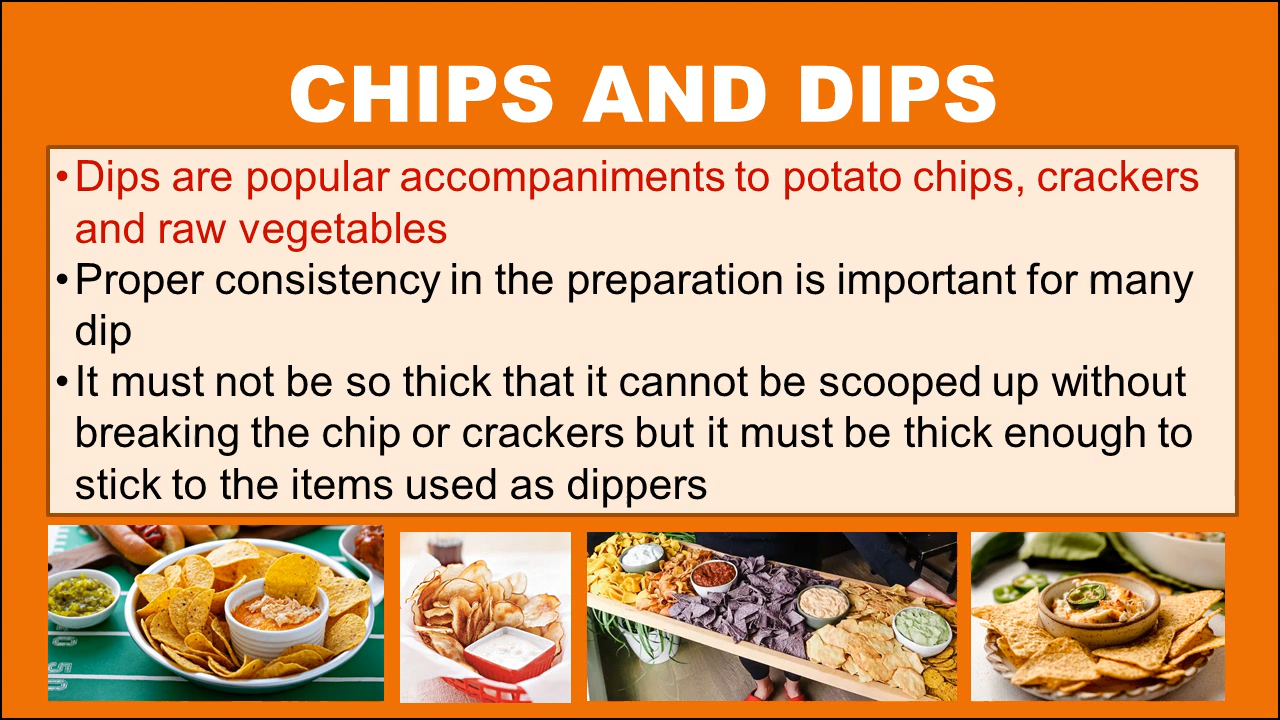 CHIPS AND DIPS
•Dips are popular accompaniments to potato chips, crackers
and raw vegetables
•Proper consistency in the preparation is important for many
dip
•It must not be so thick that it cannot be scooped up without
breaking the chip or crackers but it must be thick enough to
stick to the items used as dippers